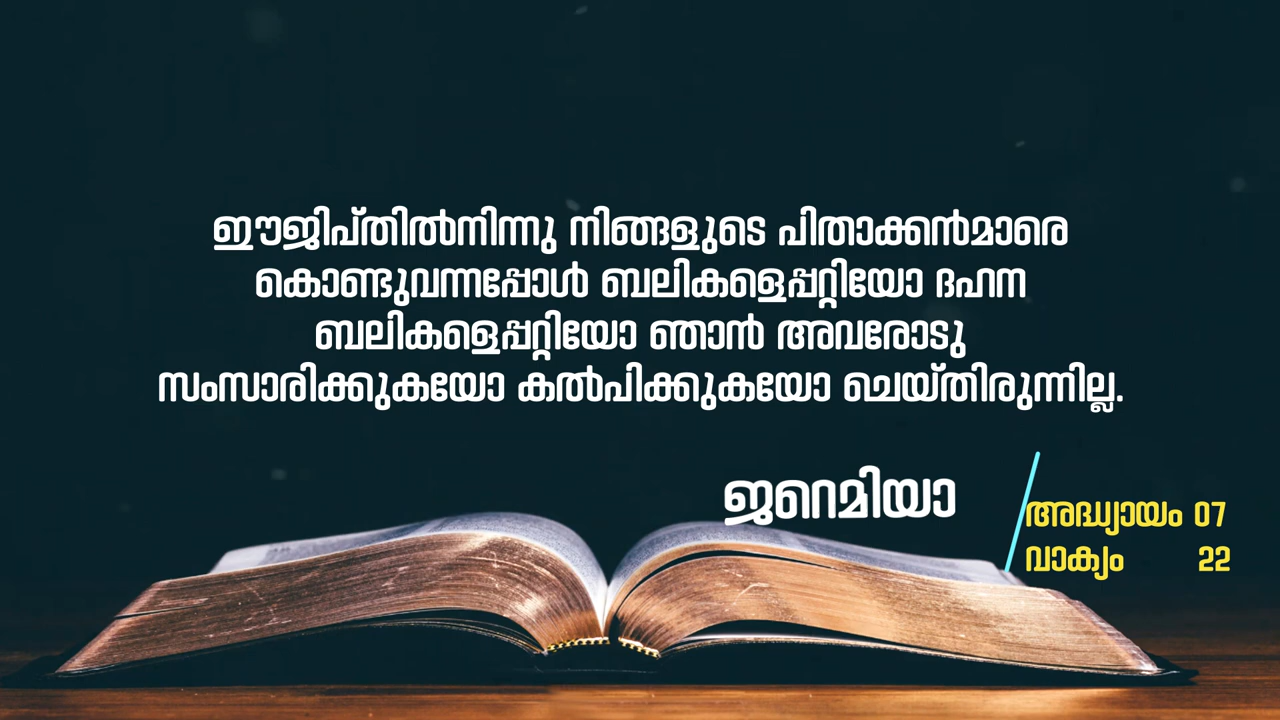 ഈജിപ്തിൽനിന്നു നിങ്ങളുടെ പിതാക്കൻമാരെ
കൊണ്ടുവന്നപ്പോൾ ബലികളെപ്പറ്റിയോ ദഹന
ബലികളെപ്പറ്റിയോ ഞാൻ അവരോടു
സംസാരിക്കുകയോ കൽപിക്കുകയോ ചെയ്തിരുന്നില്ല.
ജറെമിയാ
അദ്ധ്യായം 07
വാക്യം 22